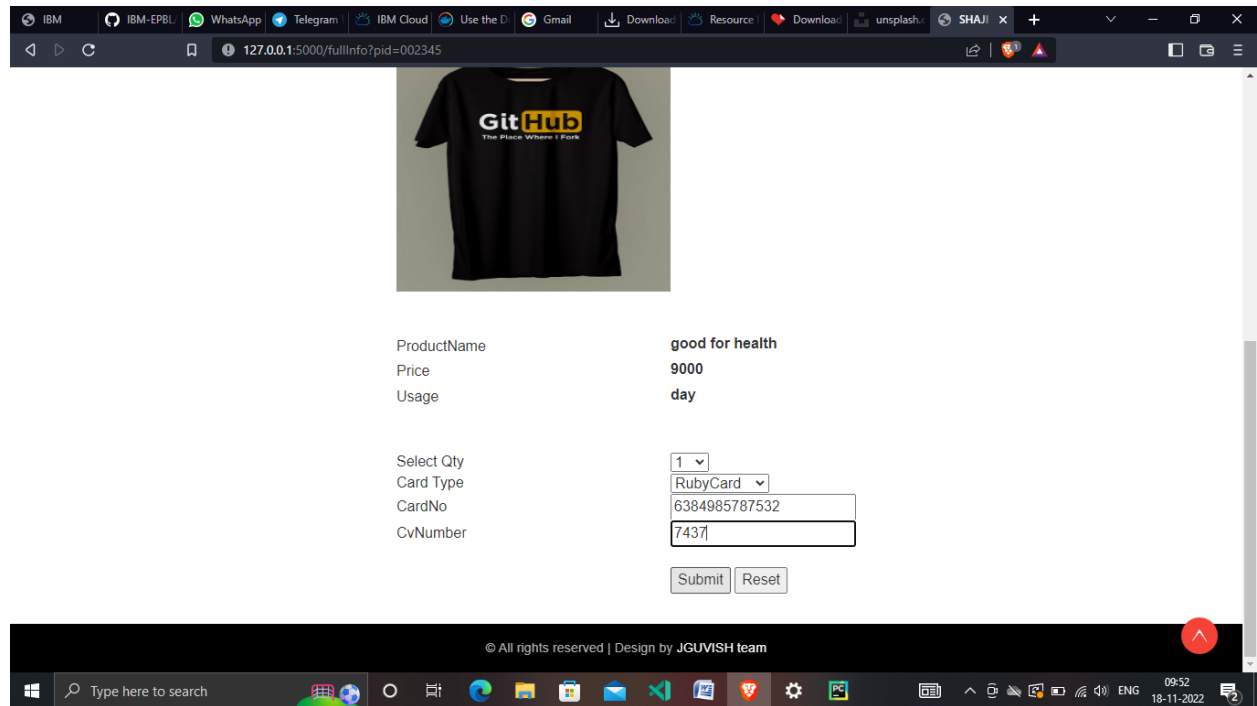 IBM
IBM-EPBL/
WhatsApp
Telegram
IBM Cloud
Use the D
Gmail
Download
Resource
Download
unsplash.c
SHAJI
127.0.0.1:5000/fullInfo?pid=002345
GitHub
The Place Where I Fork
ProductName good for health
Price 9000
Usage day
Select Qty 1
Card Type RubyCard
CardNo 6384985787532
CvNumber 7437
Submit Reset
© All rights reserved | Design by JGUVISH team
Type here to search
ENG
09:52
18-11-2022
2